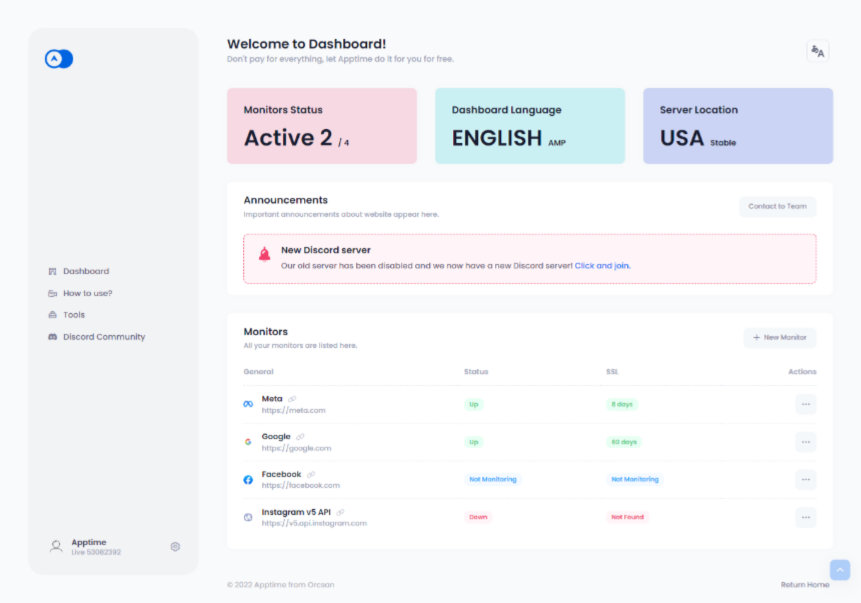 Welcome to Dashboard!
Don't pay for everything, let Apptime do it for you for free.
Monitors Status
Active 2 / 4
Dashboard Language
ENGLISH AMP
Server Location
USA Stable
Announcements
Important announcements about website appear here.
Contact to Team
New Discord server
Our old server has been disabled and we now have a new Discord server! Click and join.
Dashboard
How to use?
Tools
Discord Community
Monitors
All your monitors are listed here.
+ New Monitor
General Status SSL Actions
Meta
https://meta.com
Up
8 days
Google
https://google.com
Up
60 days
Facebook
https://facebook.com
Not Monitoring
Not Monitoring
Instagram v5 API
https://v5.api.instagram.com
Down
Not Found
Apptime
Live 53082392
© 2022 Apptime from Orcsan
Return Home